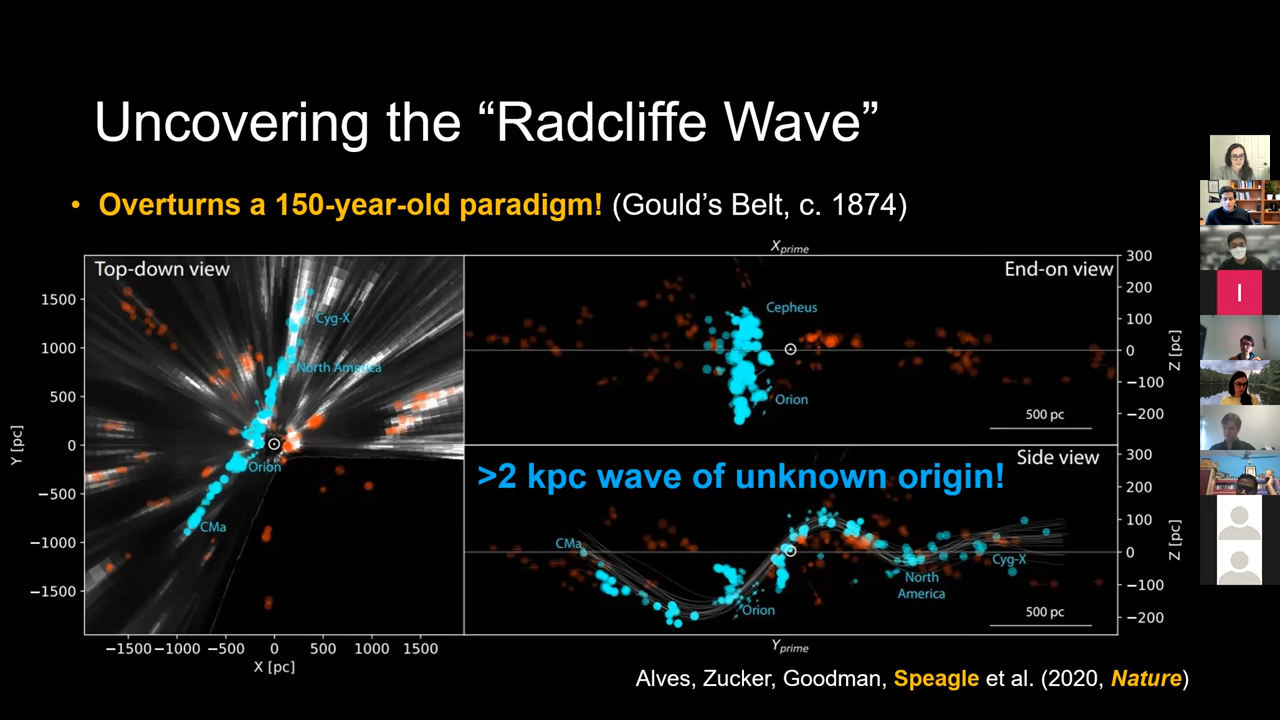 Uncovering the “Radcliffe Wave”
• Overturns a 150-year-old paradigm! (Gould’s Belt, c. 1874)
Top-down view
1500
1000
500
0
−500
−1000
−1500
Y [pc]
Cyg-X
North America
Orion
CMa
−1500 −1000 −500 0 500 1000 1500
X [pc]
Xprime
End-on view
Cepheus
Orion
500 pc
300
200
100
0
−100
−200
Z [pc]
>2 kpc wave of unknown origin!
Side view
CMa
Orion
North
America
Cyg-X
500 pc
300
200
100
0
−100
−200
Z [pc]
Yprime
Alves, Zucker, Goodman, Speagle et al. (2020, Nature)
I